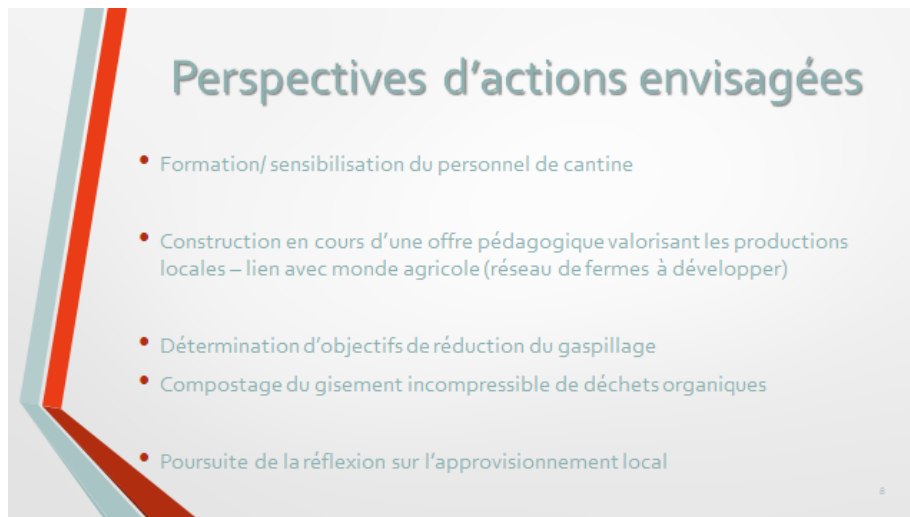 Perspectives d'actions envisagées
• Formation/ sensibilisation du personnel de cantine
• Construction en cours d'une offre pédagogique valorisant les productions
locales – lien avec monde agricole (réseau de fermes à développer)
• Détermination d'objectifs de réduction du gaspillage
• Compostage du gisement incompressible de déchets organiques
• Poursuite de la réflexion sur l'approvisionnement local